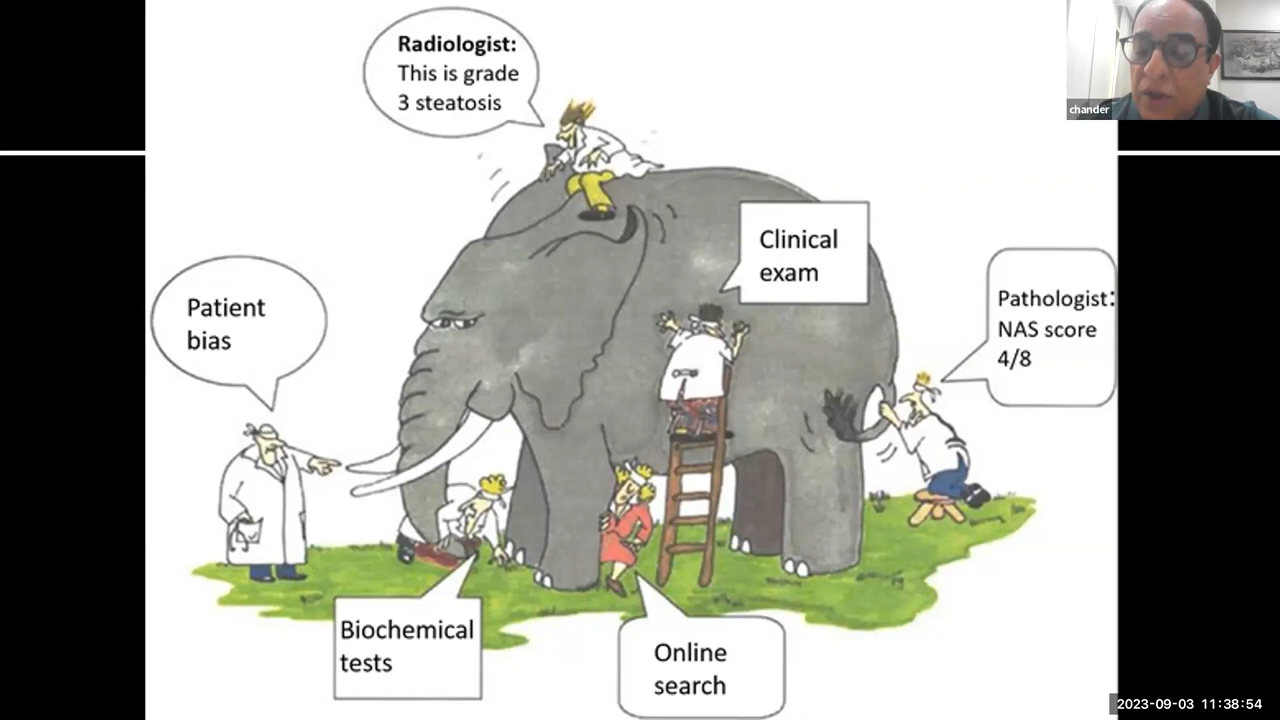 Radiologist:
This is grade
3 steatosis
chander
Clinical
exam
Patient
bias
Pathologist:
NAS score
4/8
Biochemical
tests
Online
search
2023-09-03 11:38:54